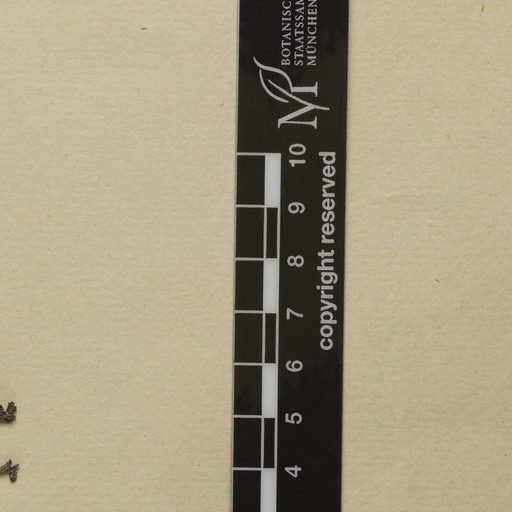 BOTANISC
STAATSSAM
MÜNCHEN
M
10
9
8
7
6
5
4
copyright reserved